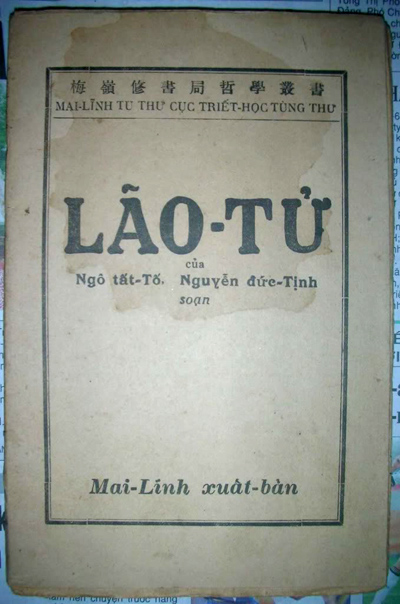 梅嶺修書局哲學叢書
MAI-LĨNH TU THƯ CỤC TRIẾT-HỌC TÙNG THƯ
LÃO-TỬ
của
Ngô tất-Tố. Nguyễn đức-Tịnh
soạn
Mai-Lĩnh xuất-bản